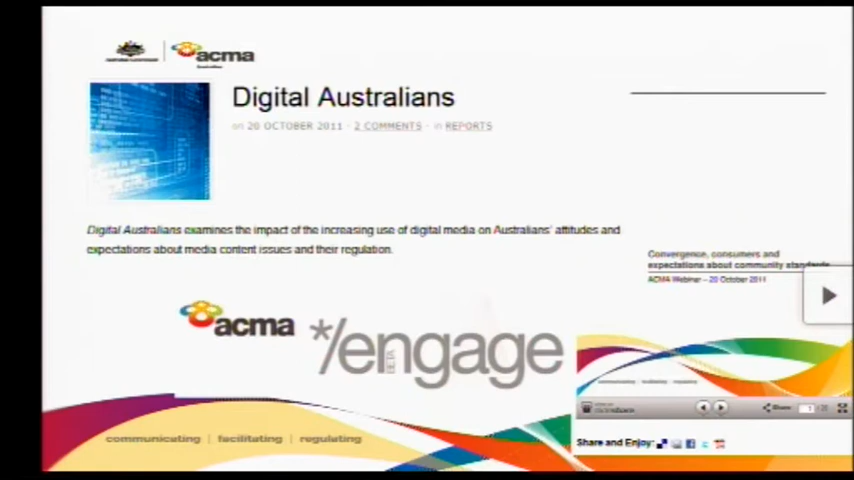 acma
Digital Australians
on 20 OCTOBER 2011 · 2 COMMENTS · in REPORTS
Digital Australians examines the impact of the increasing use of digital media on Australians' attitudes and
expectations about media content issues and their regulation.
Convergence, consumers and
expectations about community standards
ACMA Webinar – 20 October 2011
acma */engage
BETA
communicating | facilitating | regulating
Share
1
Share and Enjoy: